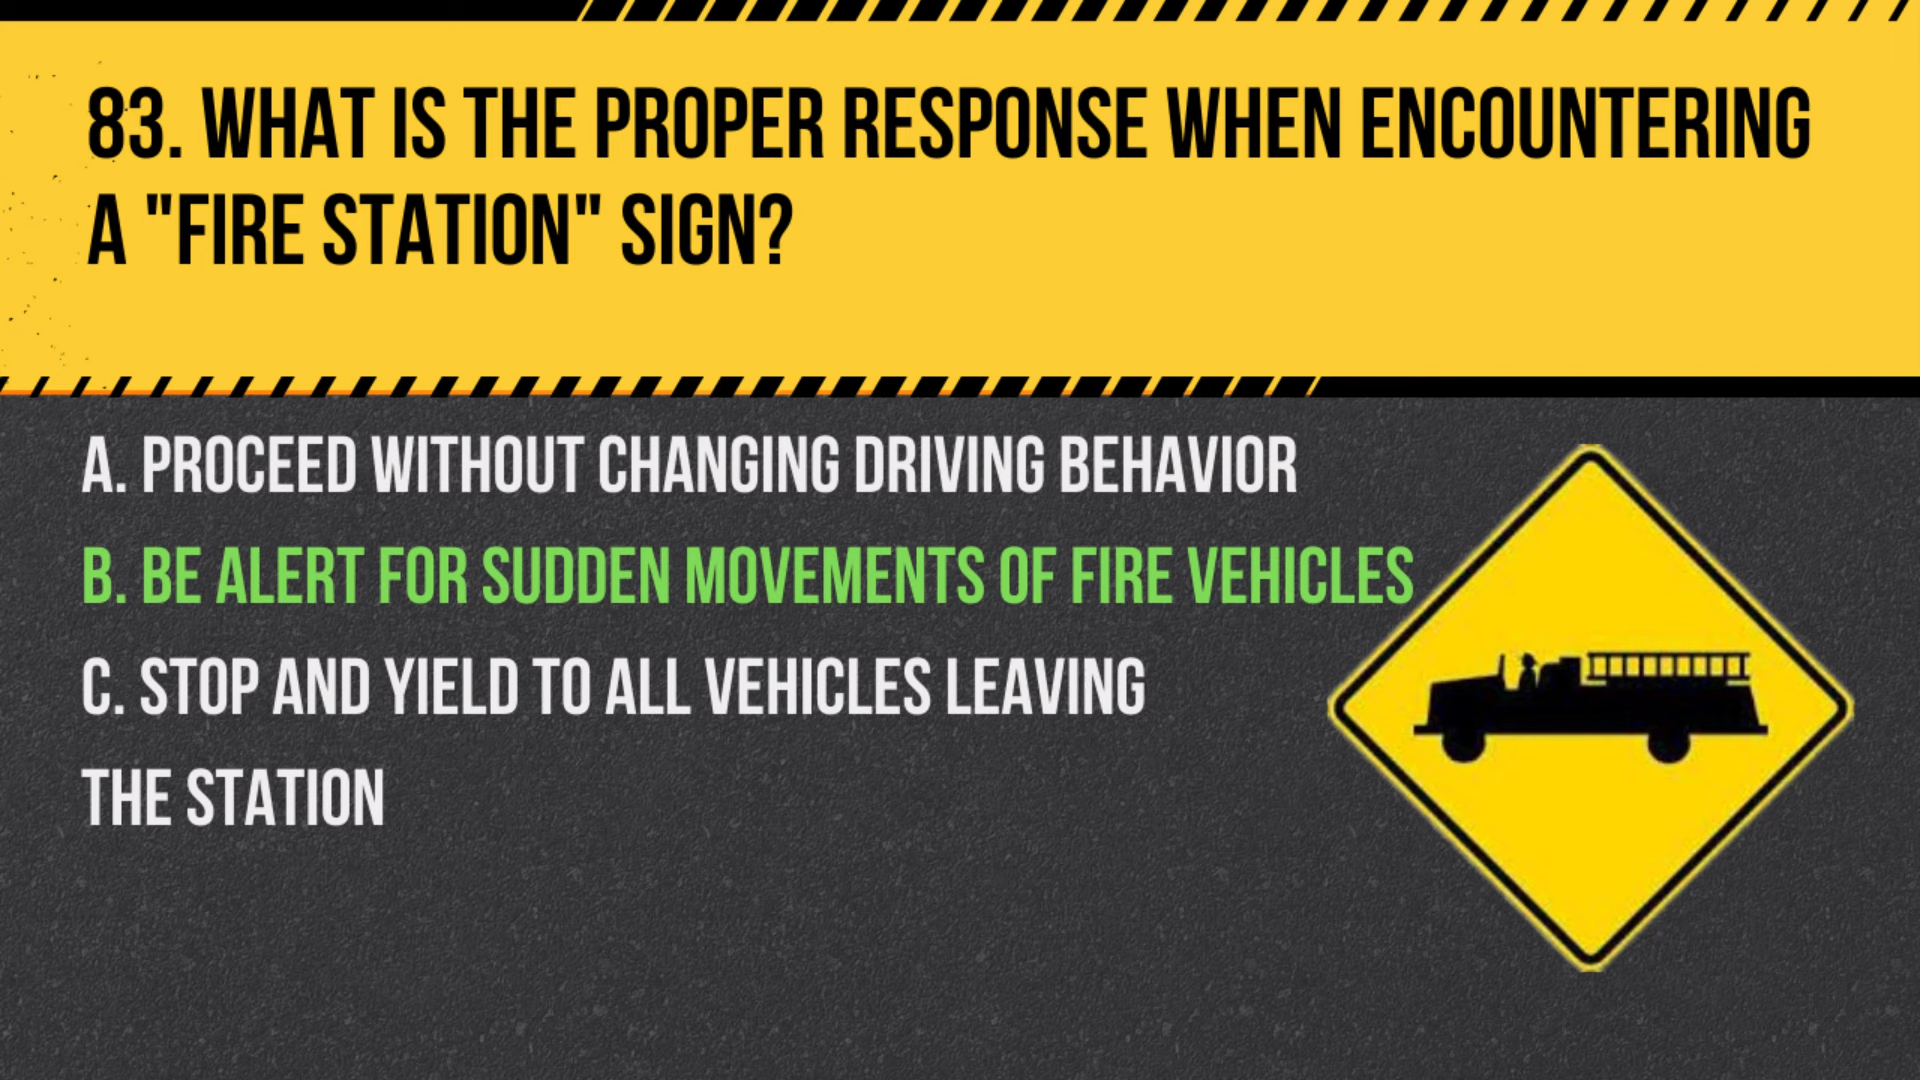 83. WHAT IS THE PROPER RESPONSE WHEN ENCOUNTERING
A "FIRE STATION" SIGN?
A. PROCEED WITHOUT CHANGING DRIVING BEHAVIOR
B. BE ALERT FOR SUDDEN MOVEMENTS OF FIRE VEHICLES
C. STOP AND YIELD TO ALL VEHICLES LEAVING
THE STATION